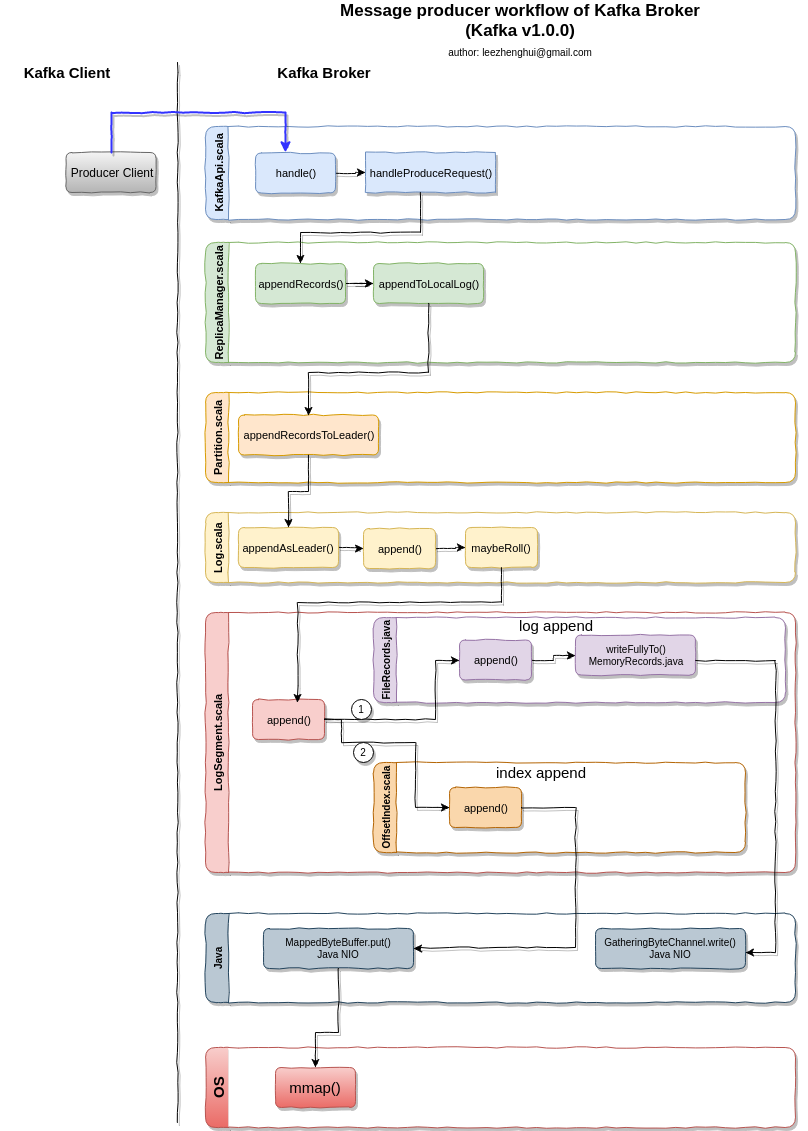 Message producer workflow of Kafka Broker
(Kafka v1.0.0)
author: leezhenghui@gmail.com
Kafka Client
Kafka Broker
Producer Client
KafkaApi.scala
handle()
handleProduceRequest()
ReplicaManager.scala
appendRecords()
appendToLocalLog()
Partition.scala
appendRecordsToLeader()
Log.scala
appendAsLeader()
append()
maybeRoll()
LogSegment.scala
append()
1
2
FileRecords.java
log append
append()
writeFullyTo()
MemoryRecords.java
OffsetIndex.scala
index append
append()
Java
MappedByteBuffer.put()
Java NIO
GatheringByteChannel.write()
Java NIO
OS
mmap()